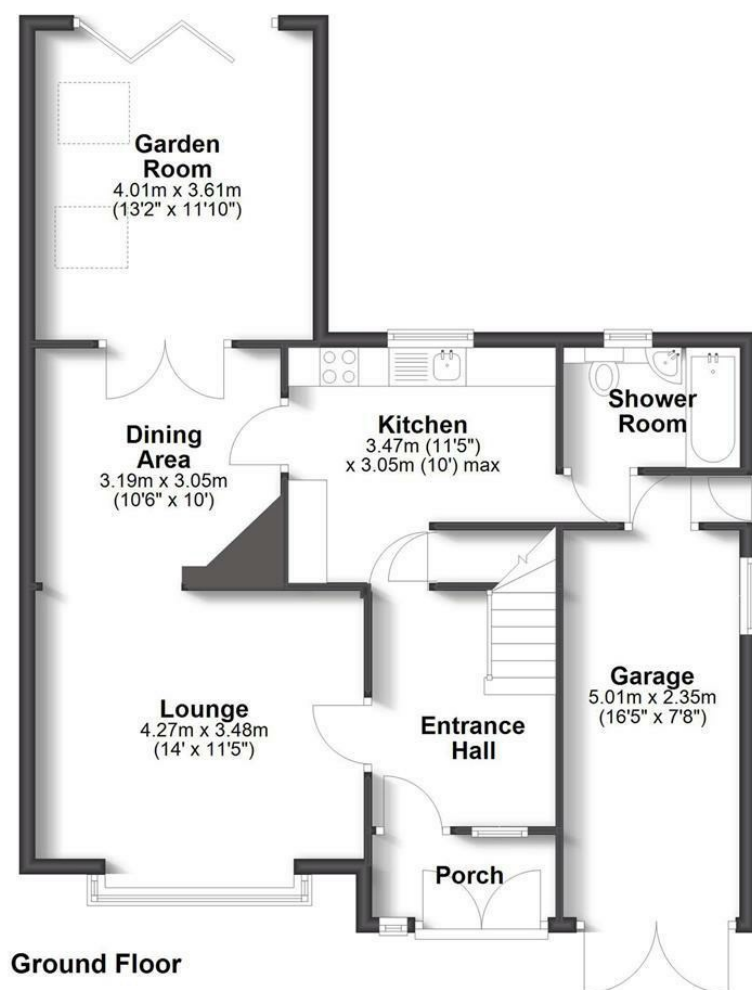 Garden
Room
4.01m x 3.61m
(13'2" x 11'10")
Dining
Area
3.19m x 3.05m
(10'6" x 10')
Kitchen
3.47m (11'5")
x 3.05m (10') max
Shower
Room
Lounge
4.27m x 3.48m
(14' x 11'5")
Entrance
Hall
Garage
5.01m x 2.35m
(16'5" x 7'8")
Porch
Ground Floor